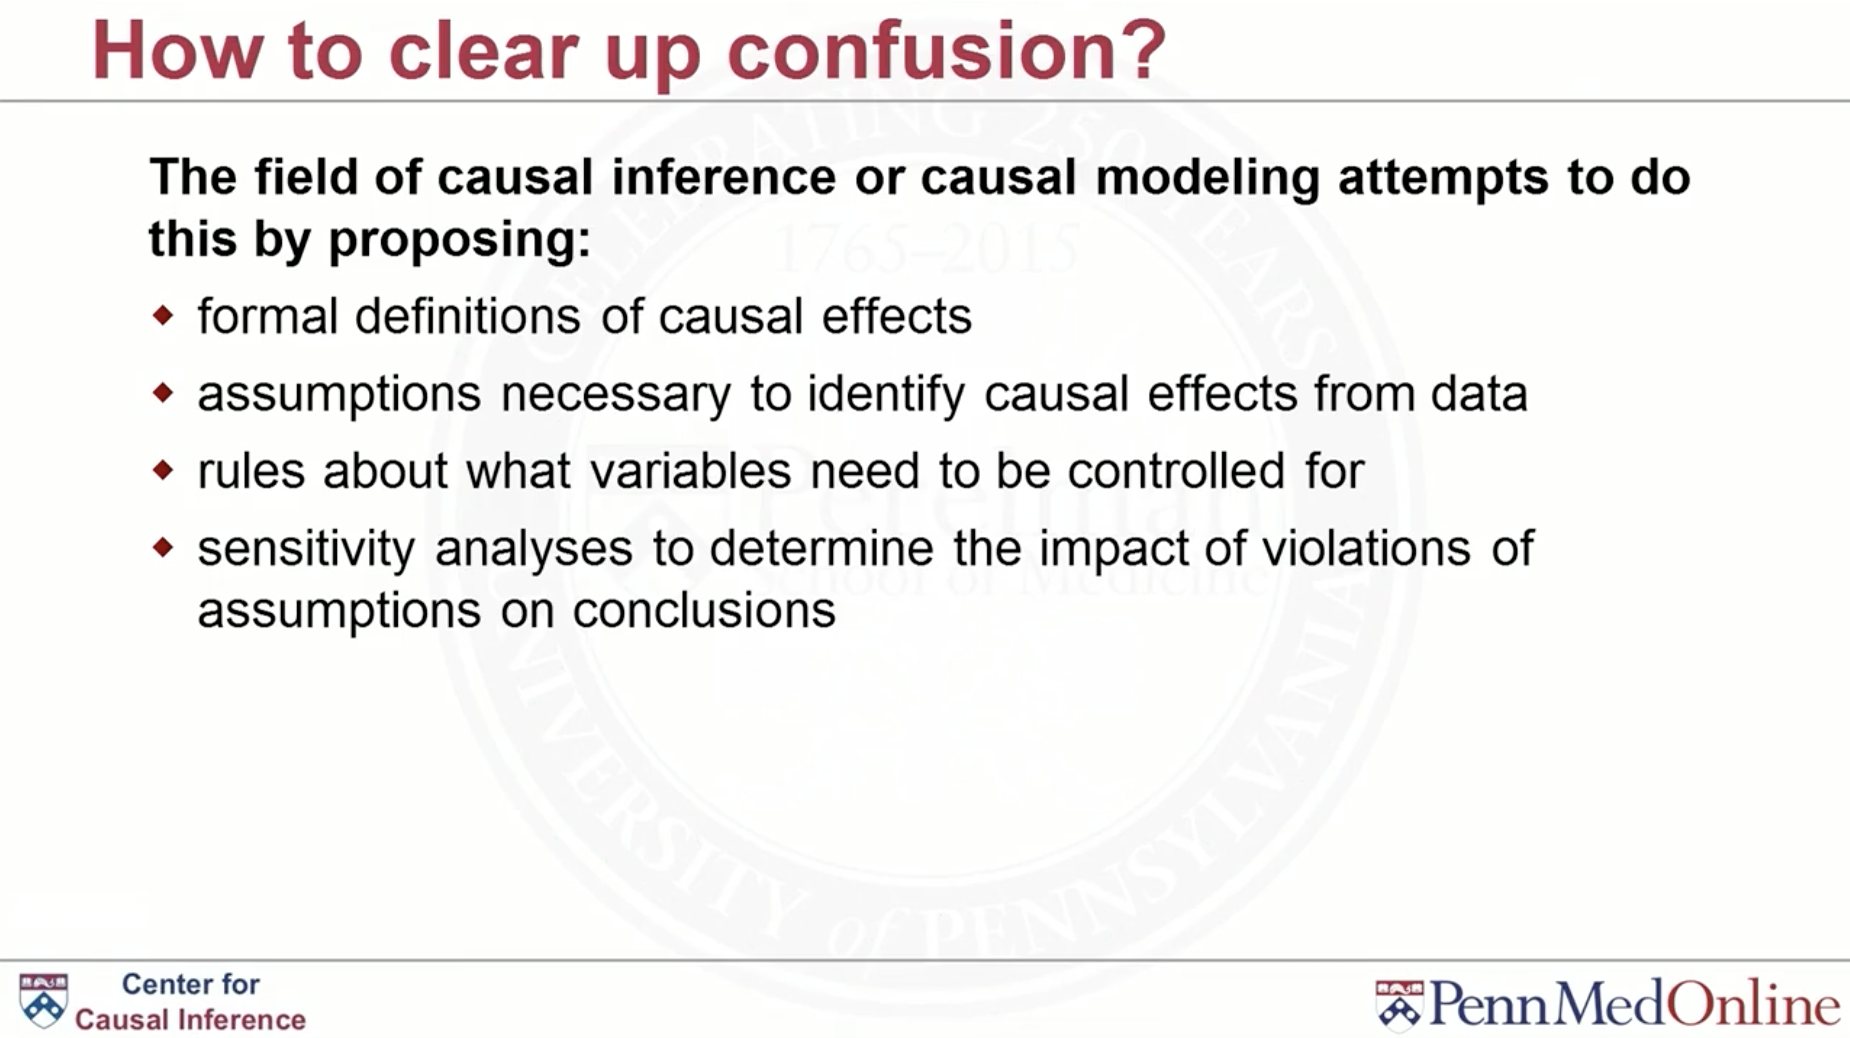 How to clear up confusion?
The field of causal inference or causal modeling attempts to do
this by proposing:
formal definitions of causal effects
assumptions necessary to identify causal effects from data
rules about what variables need to be controlled for
sensitivity analyses to determine the impact of violations of
assumptions on conclusions
CELEBRATING 250 YEARS
1765–2015
Perelman
School of Medicine
UNIVERSITY of PENNSYLVANIA
Center for
Causal Inference
PennMedOnline